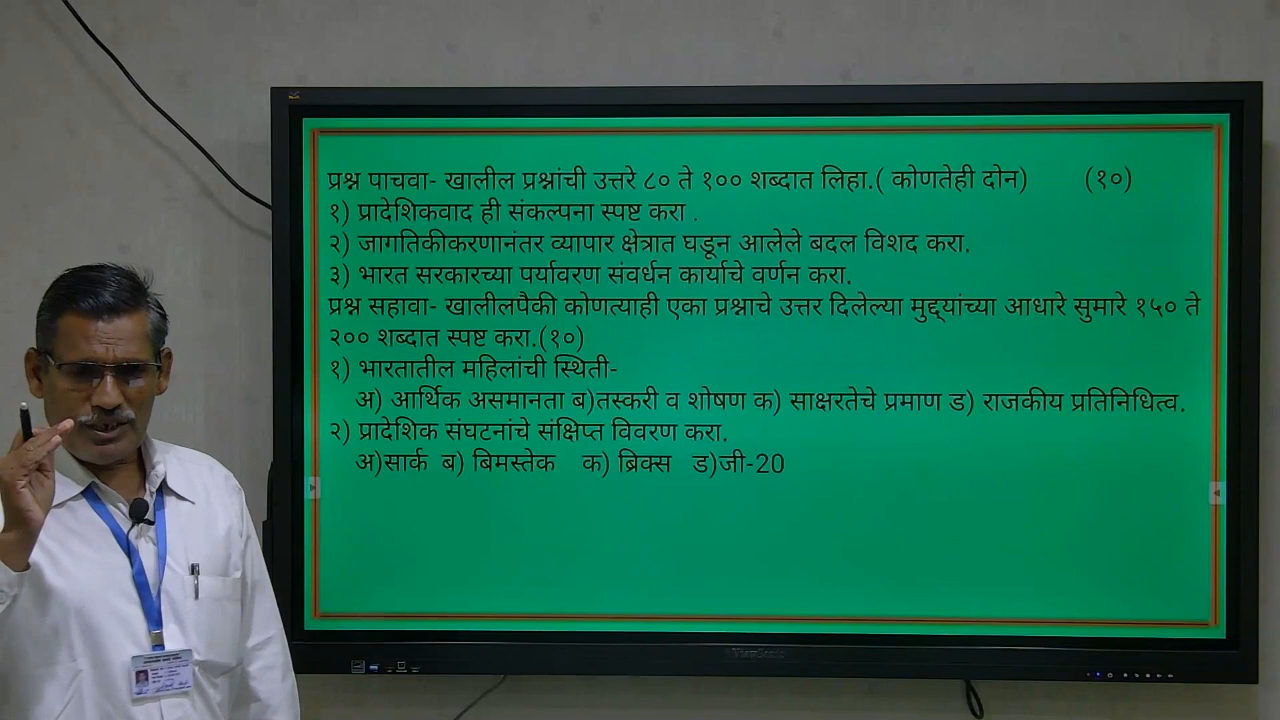 प्रश्न पाचवा- खालील प्रश्नांची उत्तरे ८० ते १०० शब्दात लिहा.( कोणतेही दोन) (१०)
१) प्रादेशिकवाद ही संकल्पना स्पष्ट करा .
२) जागतिकीकरणानंतर व्यापार क्षेत्रात घडून आलेले बदल विशद करा.
३) भारत सरकारच्या पर्यावरण संवर्धन कार्याचे वर्णन करा.
प्रश्न सहावा- खालीलपैकी कोणत्याही एका प्रश्नाचे उत्तर दिलेल्या मुद्द्यांच्या आधारे सुमारे १५० ते
२०० शब्दात स्पष्ट करा.(१०)
१) भारतातील महिलांची स्थिती-
अ) आर्थिक असमानता ब)तस्करी व शोषण क) साक्षरतेचे प्रमाण ड) राजकीय प्रतिनिधित्व.
२) प्रादेशिक संघटनांचे संक्षिप्त विवरण करा.
अ)सार्क ब) बिमस्तेक क) ब्रिक्स ड)जी-20
ViewSonic